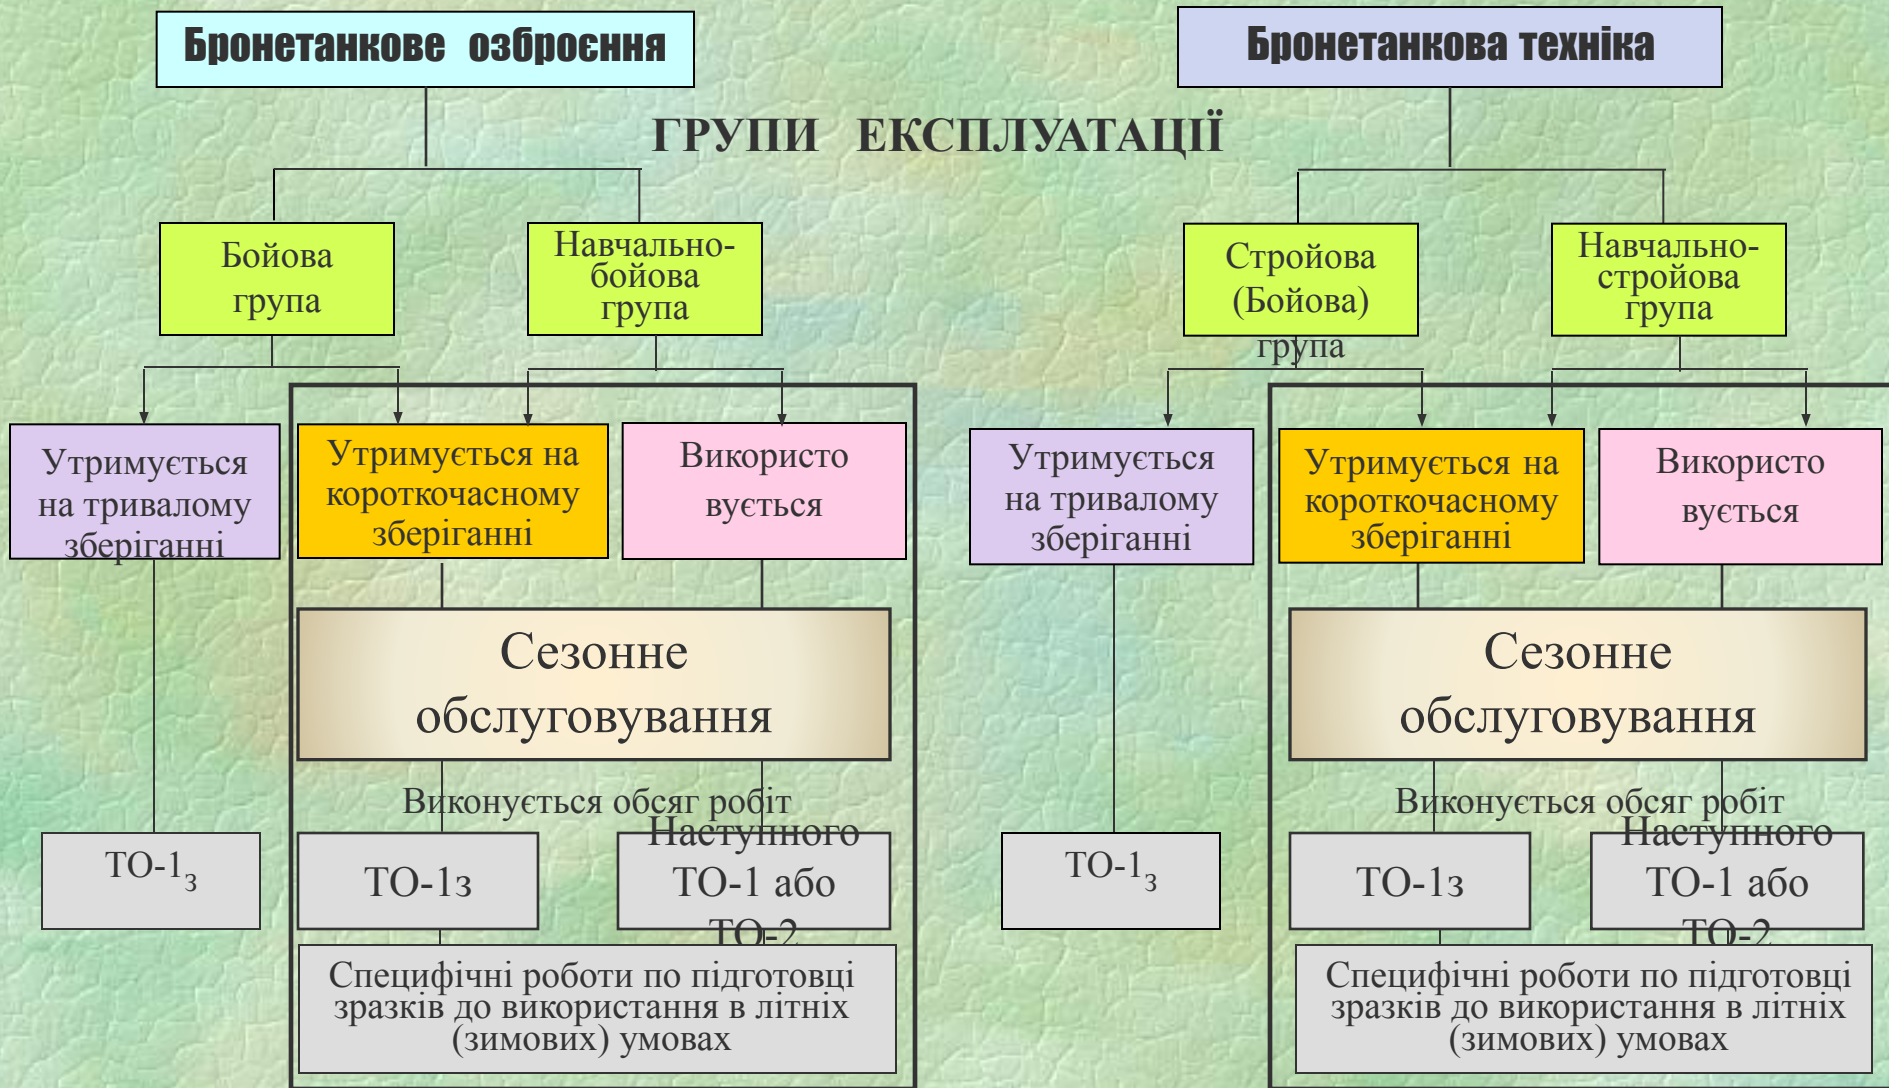 Бронетанкове озброєння
Бронетанкова техніка
ГРУПИ ЕКСПЛУАТАЦІЇ
Бойова
група
Навчально-
бойова
група
Стройова
(Бойова)
група
Навчально-
стройова
група
Утримується
на тривалому
зберіганні
Утримується на
короткочасному
зберіганні
Використо
вується
Утримується
на тривалому
зберіганні
Утримується на
короткочасному
зберіганні
Використо
вується
Сезонне
обслуговування
Сезонне
обслуговування
Виконується обсяг робіт
Виконується обсяг робіт
ТО-1з
ТО-1з
Наступного
ТО-1 або
ТО-2
ТО-1з
ТО-1з
Наступного
ТО-1 або
ТО-2
Специфічні роботи по підготовці
зразків до використання в літніх
(зимових) умовах
Специфічні роботи по підготовці
зразків до використання в літніх
(зимових) умовах